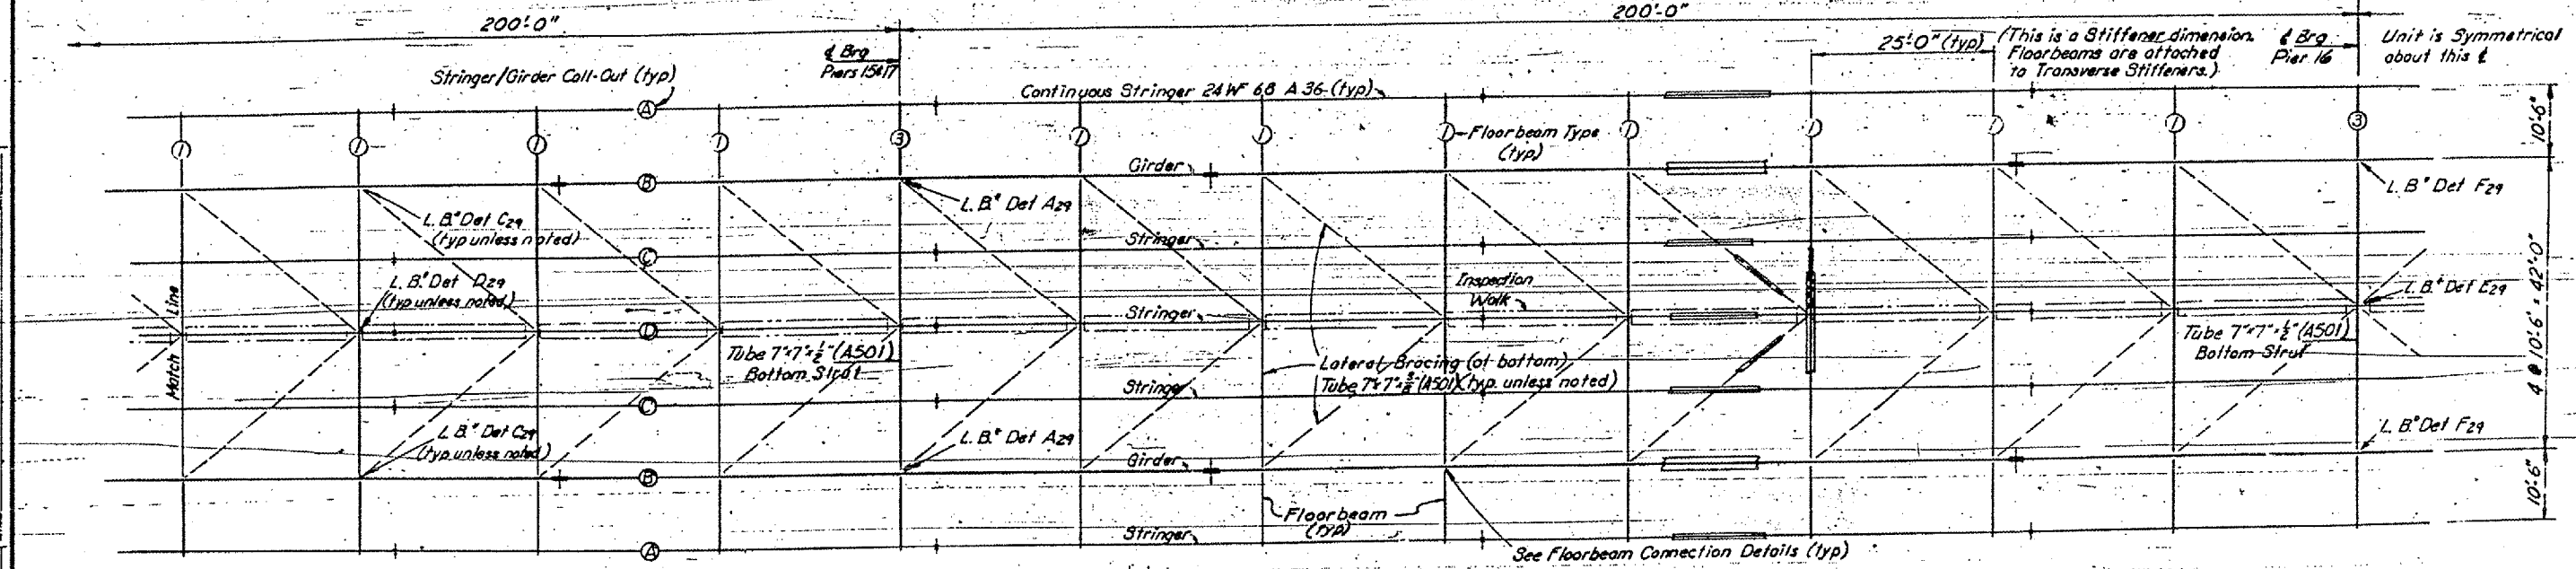 200'-0"
200'-0"
₵ Brg
Piers 15&17
Stringer/Girder Call-Out (typ)
25'-0" (typ)
(This is a Stiffener dimension.
Floorbeams are attached
to Transverse Stiffeners.)
₵ Brg
Pier 16
Unit is Symmetrical
about this ₵
A
Continuous Stringer 24 WF 68 A 36 (typ)
10'-6"
1
1
1
1
3
1
1
1
Floorbeam Type
(typ)
1
1
1
1
3
Girder
B
L.B.* Det C29
(typ unless noted)
L.B.* Det A29
L.B.* Det F29
Stringer
C
Match Line
L.B.* Det D29
(typ unless noted)
Inspection
Walk
L.B.* Det E29
4 @ 10'-6" = 42'-0"
D
Stringer
Tube 7"x7"x½" (A501)
Bottom Strut
Lateral Bracing (at bottom)
Tube 7"x7"x (A501)(typ. unless noted)
Tube 7"x7"x½" (A501)
Bottom Strut
C
Stringer
L.B.* Det C29
(typ unless noted)
L.B.* Det A29
L.B.* Det F29
B
Girder
10'-6"
Floorbeam
(typ)
A
Stringer
See Floorbeam Connection Details (typ)